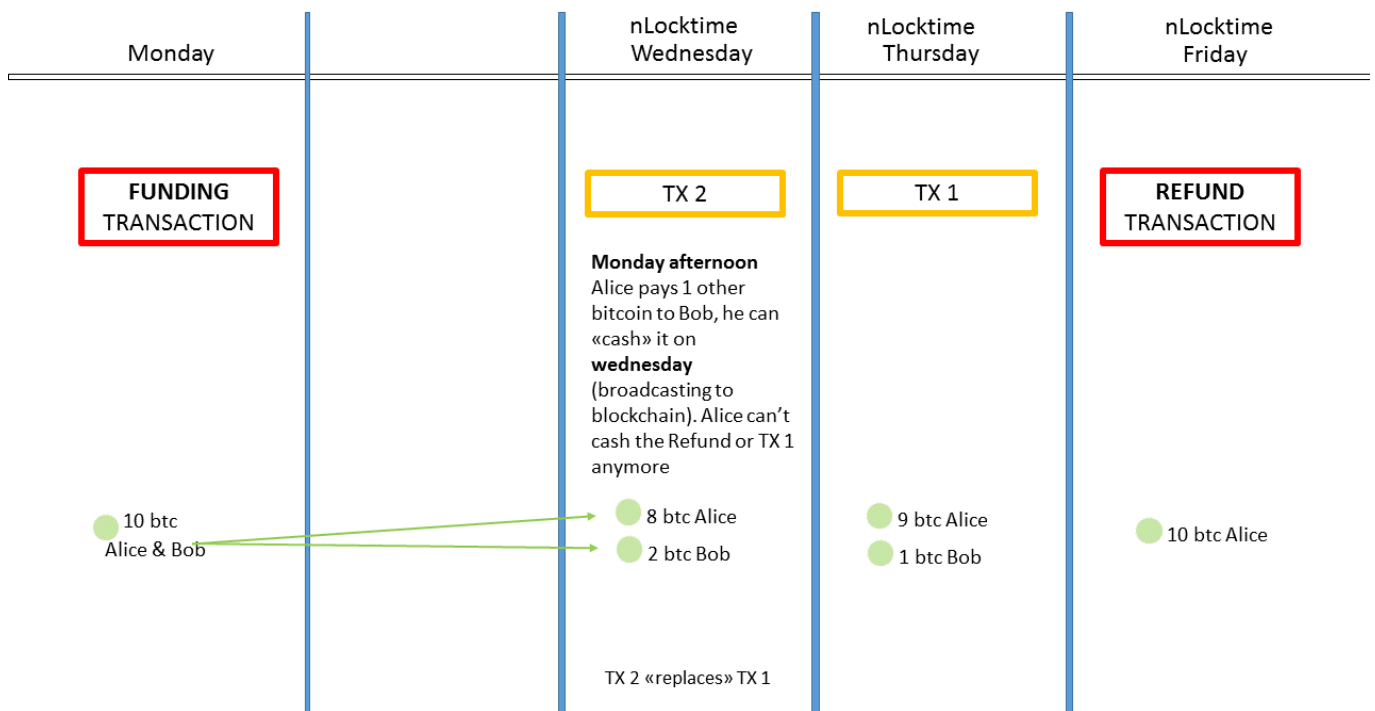 Monday
nLocktime
Wednesday
nLocktime
Thursday
nLocktime
Friday
FUNDING
TRANSACTION
TX 2
TX 1
REFUND
TRANSACTION
Monday afternoon
Alice pays 1 other
bitcoin to Bob, he can
«cash» it on
wednesday
(broadcasting to
blockchain). Alice can’t
cash the Refund or TX 1
anymore
10 btc
Alice & Bob
8 btc Alice
2 btc Bob
9 btc Alice
1 btc Bob
10 btc Alice
TX 2 «replaces» TX 1